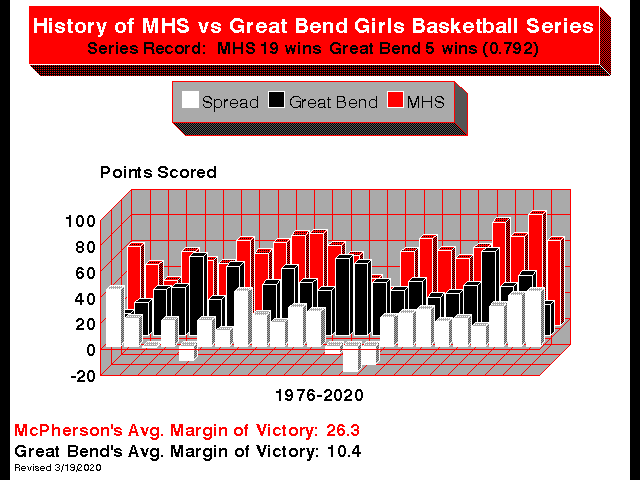 History of MHS vs Great Bend Girls Basketball Series
Series Record: MHS 19 wins Great Bend 5 wins (0.792)
Spread Great Bend MHS
Points Scored
100
80
60
40
20
0
-20
1976-2020
McPherson's Avg. Margin of Victory: 26.3
Great Bend's Avg. Margin of Victory: 10.4
Revised 3/19/2020